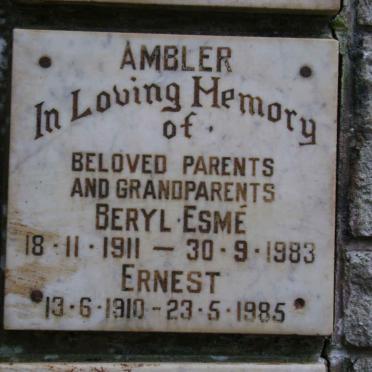 AMBLER
In Loving Memory
of
BELOVED PARENTS
AND GRANDPARENTS
BERYL ESMÉ
18 · 11 · 1911 — 30 · 9 · 1983
ERNEST
13 · 6 · 1910 - 23 · 5 · 1985